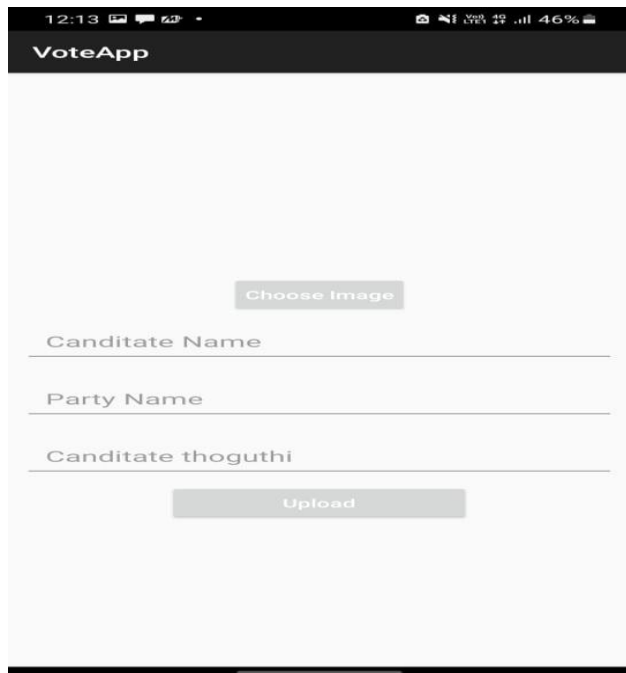 12:13 46%
VoteApp
Choose Image
Canditate Name
Party Name
Canditate thoguthi
Upload